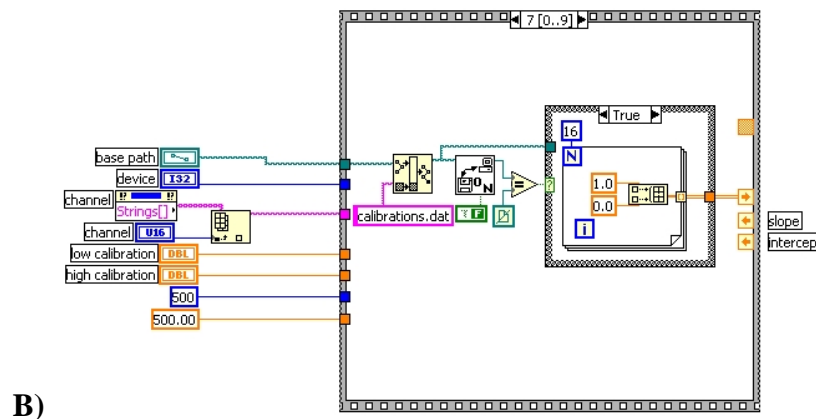 7 [0..9]
True
16
N
base path
device
I32
channel
Strings[]
channel
U16
low calibration
DBL
high calibration
DBL
500
500.00
calibrations.dat
F
=
?
1.0
0.0
i
slope
intercep
B)